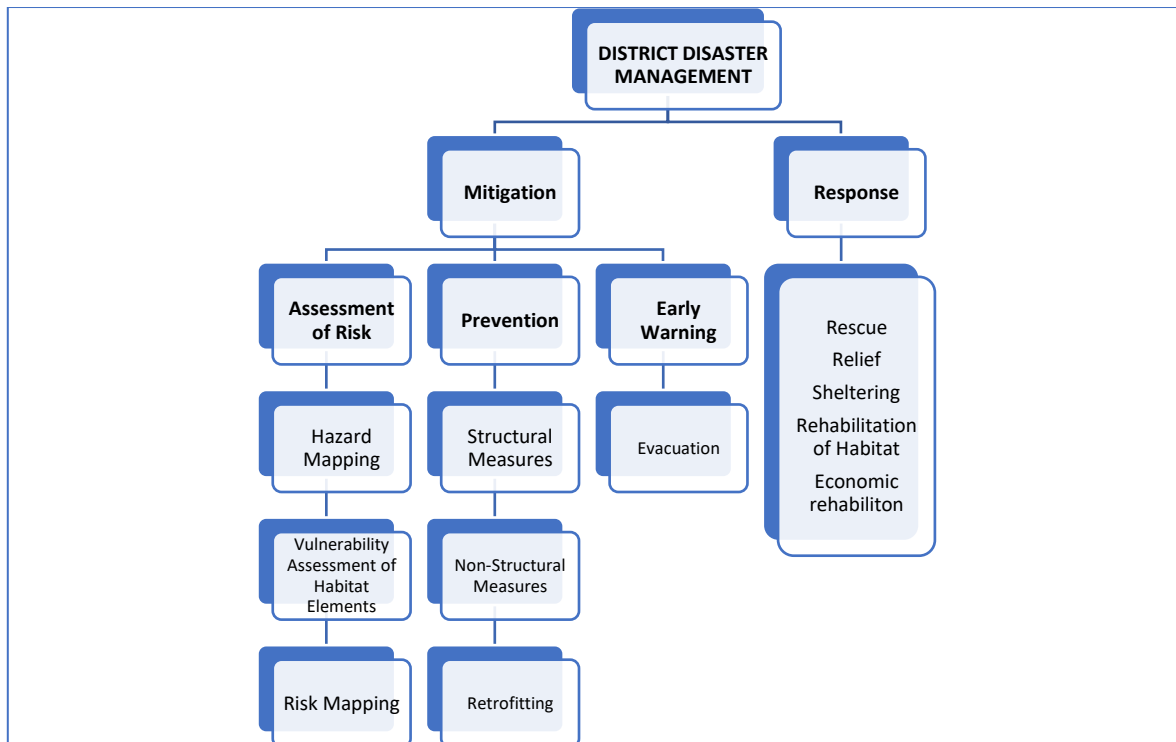 DISTRICT DISASTER
MANAGEMENT
Mitigation
Response
Assessment
of Risk
Prevention
Early
Warning
Rescue
Relief
Sheltering
Rehabilitation
of Habitat
Economic
rehabiliton
Hazard
Mapping
Structural
Measures
Evacuation
Vulnerability
Assessment of
Habitat
Elements
Non-Structural
Measures
Risk Mapping
Retrofitting